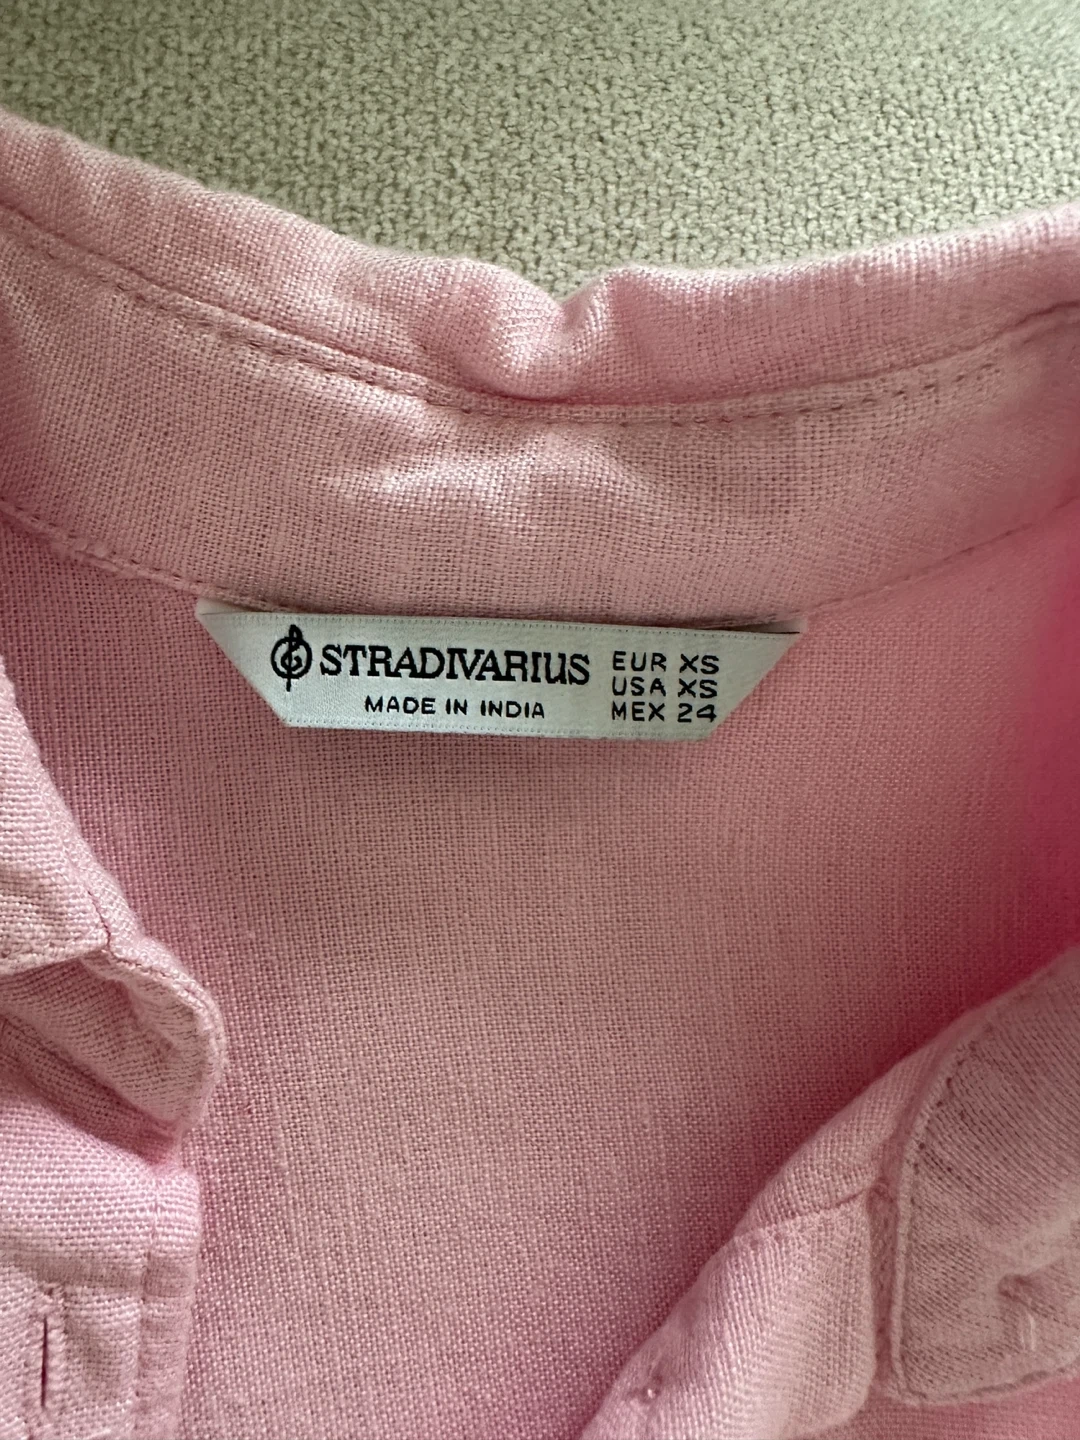 STRADIVARIUS
MADE IN INDIA
EUR XS
USA XS
MEX 24